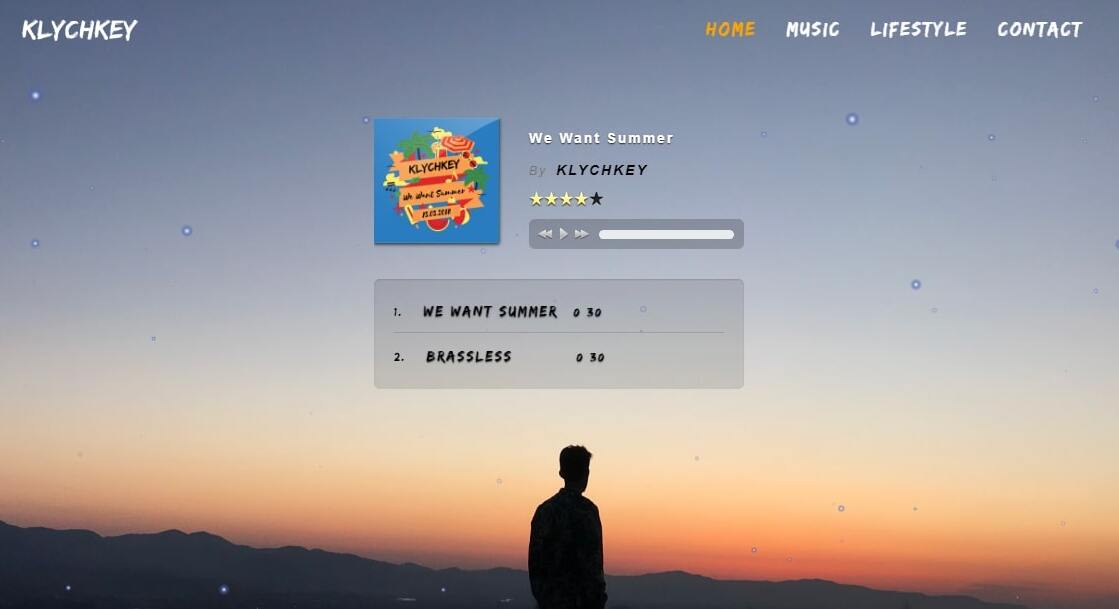 KLYCHKEY
HOME MUSIC LIFESTYLE CONTACT
We Want Summer
By KLYCHKEY
KLYCHKEY
We Want Summer
1. WE WANT SUMMER 0 30
2. BRASSLESS 0 30